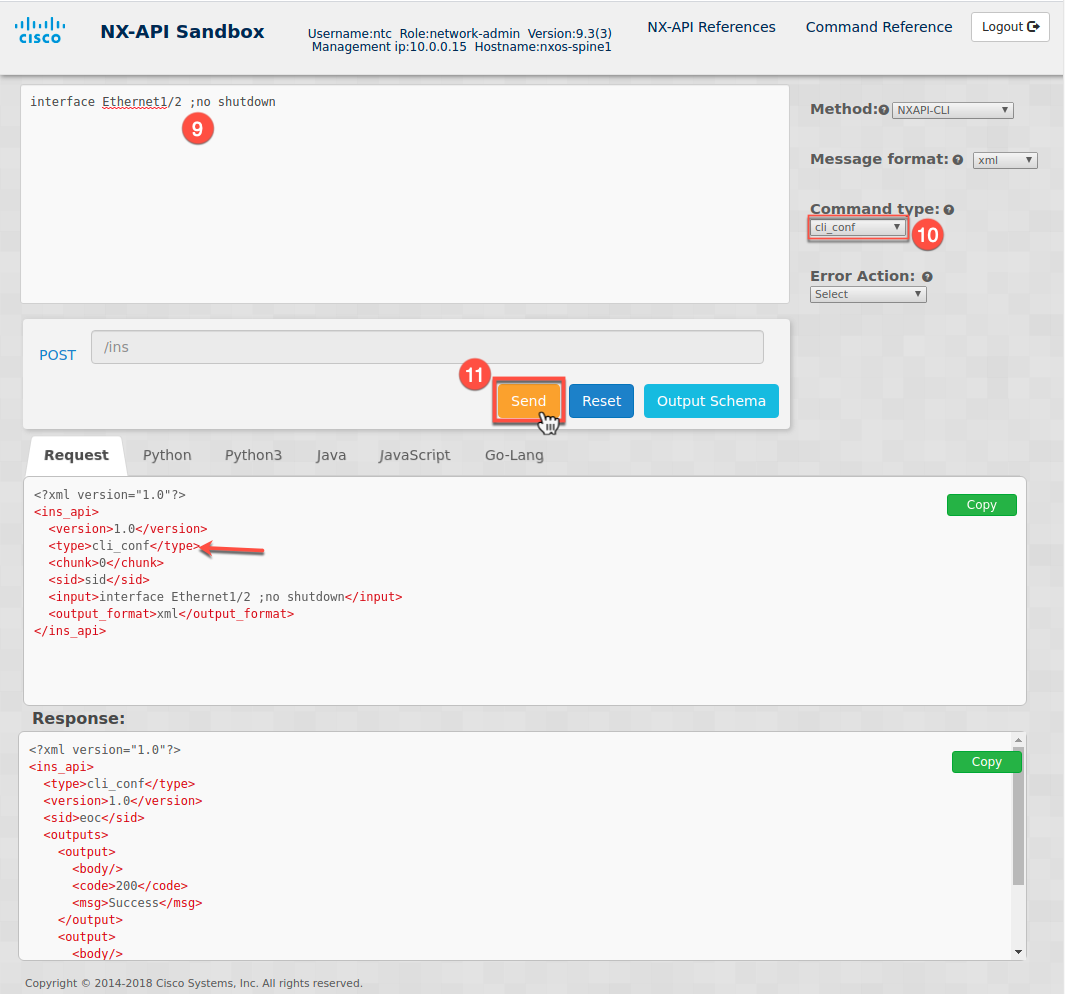 CISCO
NX-API Sandbox
Username:ntc Role:network-admin Version:9.3(3)
Management ip:10.0.0.15 Hostname:nxos-spine1
NX-API References
Command Reference
Logout
interface Ethernet1/2 ;no shutdown
9
Method:
NXAPI-CLI
Message format:
xml
Command type:
cli_conf
10
Error Action:
Select
POST
/ins
11
Send
Reset
Output Schema
Request
Python
Python3
Java
JavaScript
Go-Lang
<?xml version="1.0"?>
<ins_api>
<version>1.0</version>
<type>cli_conf</type>
<chunk>0</chunk>
<sid>sid</sid>
<input>interface Ethernet1/2 ;no shutdown</input>
<output_format>xml</output_format>
</ins_api>
Copy
Response:
<?xml version="1.0"?>
<ins_api>
<type>cli_conf</type>
<version>1.0</version>
<sid>eoc</sid>
<outputs>
<output>
<body/>
<code>200</code>
<msg>Success</msg>
</output>
<output>
<body/>
Copy
Copyright © 2014-2018 Cisco Systems, Inc. All rights reserved.